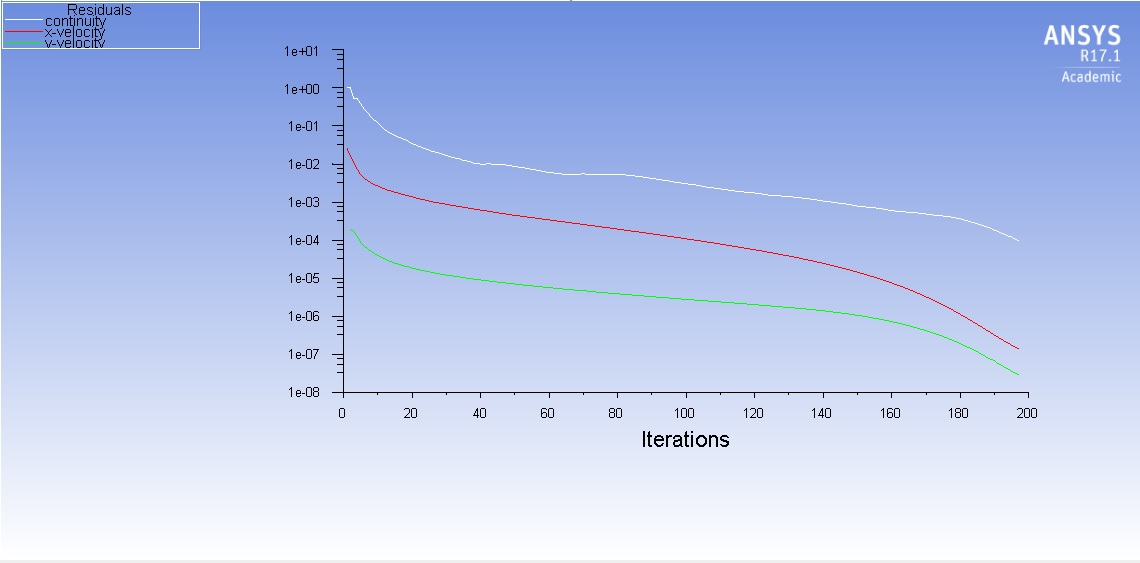 Residuals
continuity
x-velocity
y-velocity
ANSYS
R17.1
Academic
1e+01
1e+00
1e-01
1e-02
1e-03
1e-04
1e-05
1e-06
1e-07
1e-08
0 20 40 60 80 100 120 140 160 180 200
Iterations